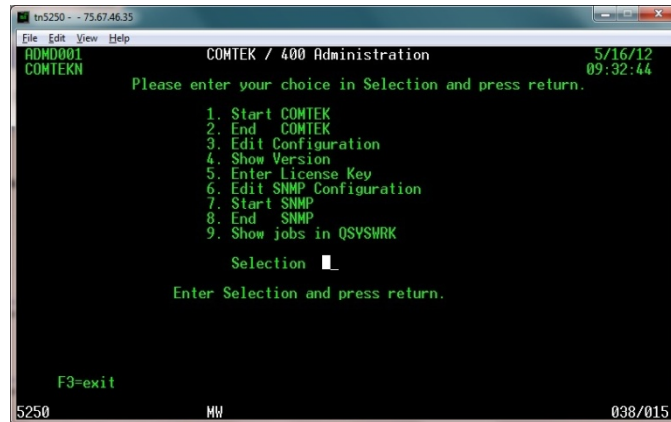 tn5250 - - 75.67.46.35
File Edit View Help
ADMD001 COMTEK / 400 Administration 5/16/12
COMTEKN 09:32:44
Please enter your choice in Selection and press return.
1. Start COMTEK
2. End COMTEK
3. Edit Configuration
4. Show Version
5. Enter License Key
6. Edit SNMP Configuration
7. Start SNMP
8. End SNMP
9. Show jobs in QSYSWRK
Selection _
Enter Selection and press return.
F3=exit
5250 MW 038/015